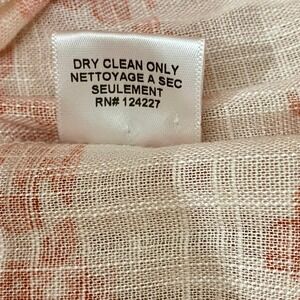 DRY CLEAN ONLY
NETTOYAGE A SEC
SEULEMENT
RN# 124227